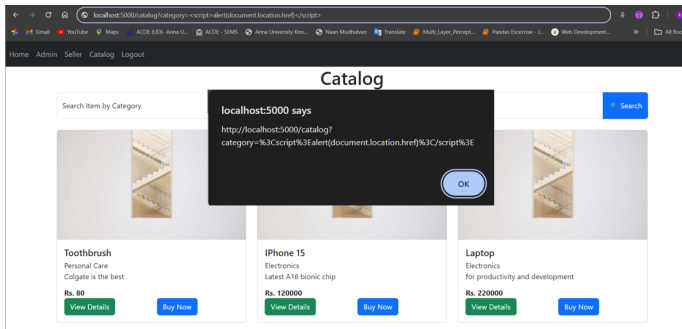 localhost:5000/catalog?category=<script>alert(document.location.href)</script>
Gmail YouTube Maps ACOE (UD)- Anna U... ACOE - SEMS Anna University Kno... Naan Mudhalvan Translate Multi_Layer_Percept... Pandas Excercise - J... Web Development... » All Boo
Home Admin Seller Catalog Logout
Catalog
Search Item by Category Search
localhost:5000 says
http://localhost:5000/catalog?
category=%3Cscript%3Ealert(document.location.href)%3C/script%3E
OK
Toothbrush
Personal Care
Colgate is the best
Rs. 80
View Details Buy Now
IPhone 15
Electronics
Latest A16 bionic chip
Rs. 120000
View Details Buy Now
Laptop
Electronics
for productivity and development
Rs. 220000
View Details Buy Now